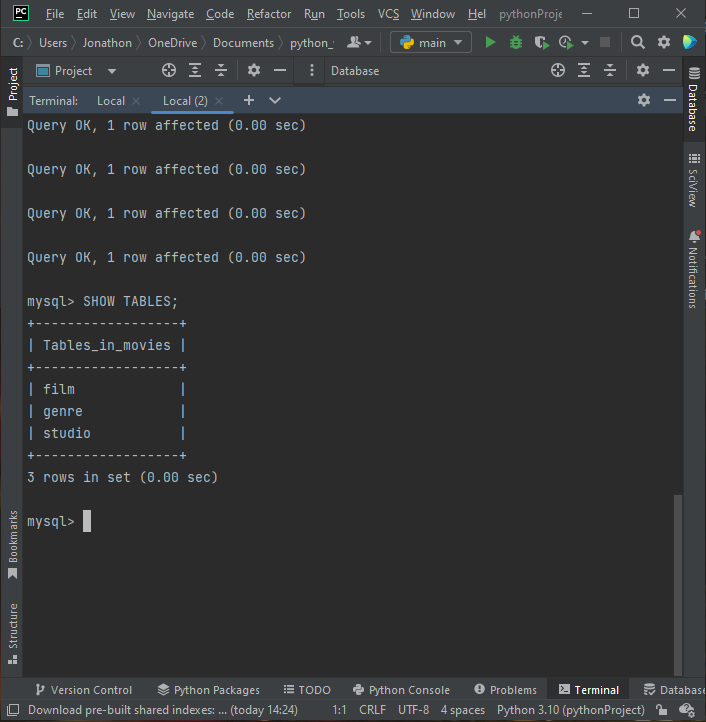 PC File Edit View Navigate Code Refactor Run Tools VCS Window Hel pythonProje
C: Users Jonathon OneDrive Documents python_ main
Project
Project Database
Terminal: Local Local (2)
Query OK, 1 row affected (0.00 sec)
Query OK, 1 row affected (0.00 sec)
Query OK, 1 row affected (0.00 sec)
Query OK, 1 row affected (0.00 sec)
mysql> SHOW TABLES;
+------------------+
| Tables_in_movies |
+------------------+
| film             |
| genre            |
| studio           |
+------------------+
3 rows in set (0.00 sec)
mysql>
Database
SciView
Notifications
Bookmarks
Structure
Version Control Python Packages TODO Python Console Problems Terminal Database
Download pre-built shared indexes: ... (today 14:24) 1:1 CRLF UTF-8 4 spaces Python 3.10 (pythonProject)